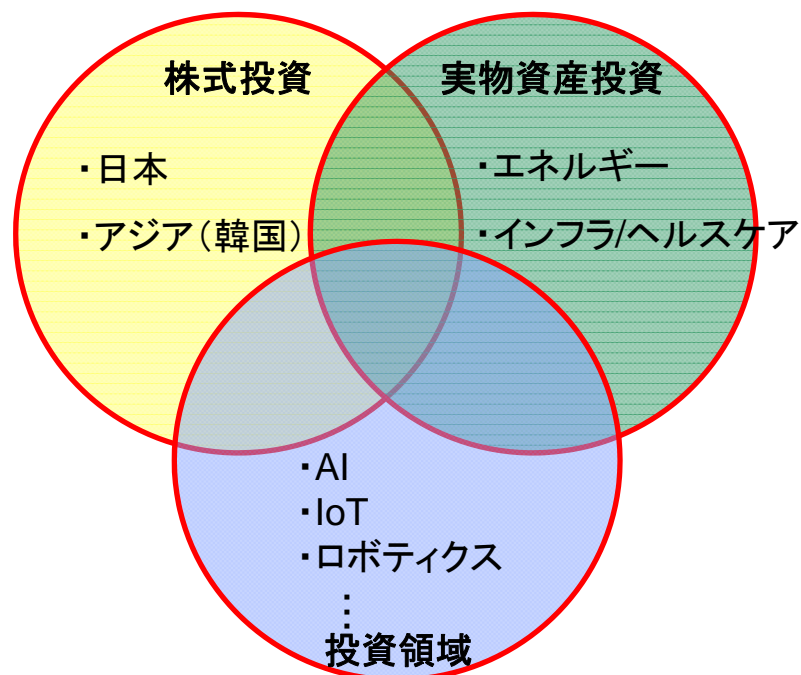 株式投資
実物資産投資
・日本
・エネルギー
・アジア（韓国）
・インフラ/ヘルスケア
・AI
・IoT
・ロボティクス
⋮
投資領域